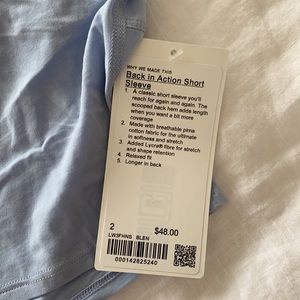 WHY WE MADE THIS
Back in Action Short
Sleeve
1. A classic short sleeve you'll
reach for again and again. The
scooped back hem adds length
when you want a bit more
coverage
2. Made with breathable pima
cotton fabric for the ultimate
in softness and stretch
3. Added Lycra® fibre for stretch
and shape retention
4. Relaxed fit
5. Longer in back
2 $48.00
LW3FHNS BLEN
000142825240